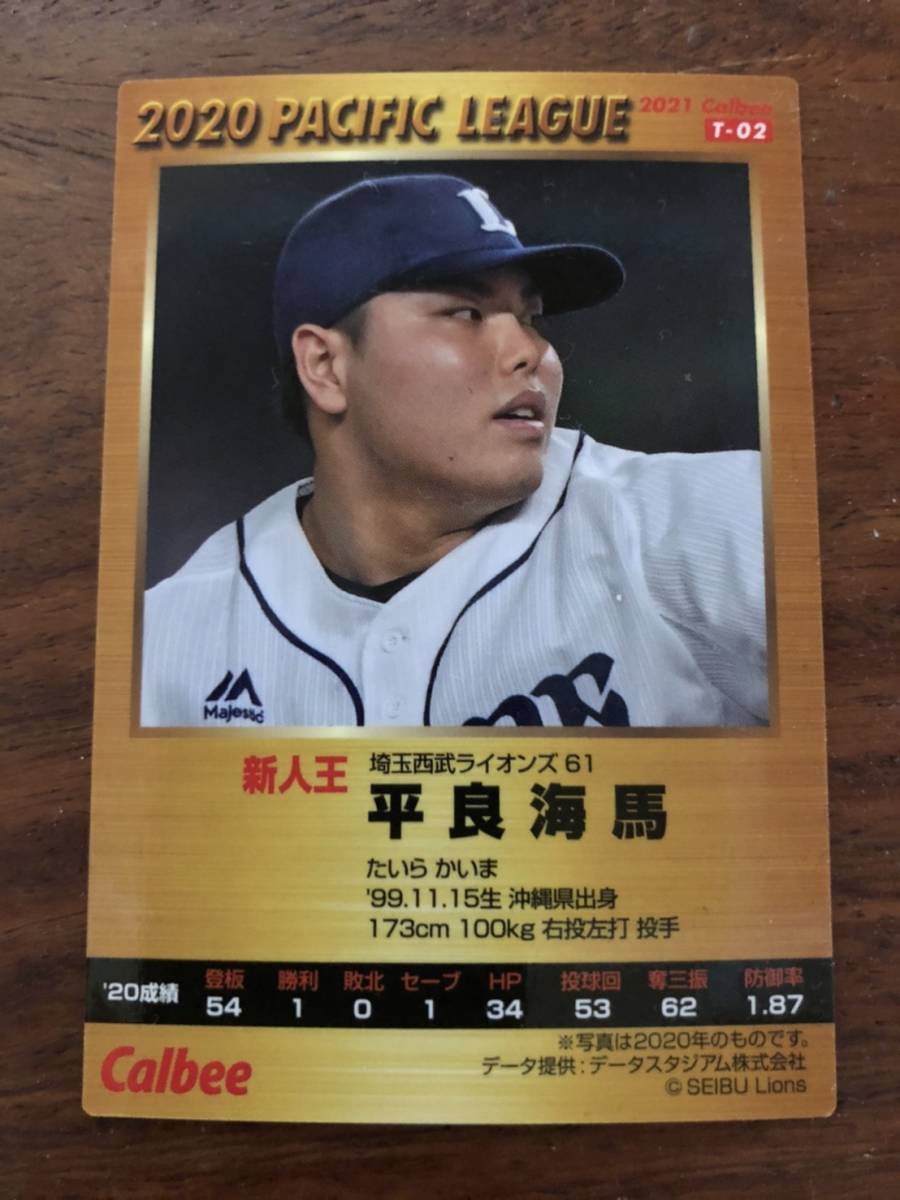 2020 PACIFIC LEAGUE
2021 Calbee
T-02
Majestic
新人王
埼玉西武ライオンズ 61
平良海馬
たいら かいま
'99.11.15生 沖縄県出身
173cm 100kg 右投左打 投手
'20成績
登板 勝利 敗北 セーブ HP 投球回 奪三振 防御率
54 1 0 1 34 53 62 1.87
※写真は2020年のものです。
データ提供:データスタジアム株式会社
© SEIBU Lions
Calbee